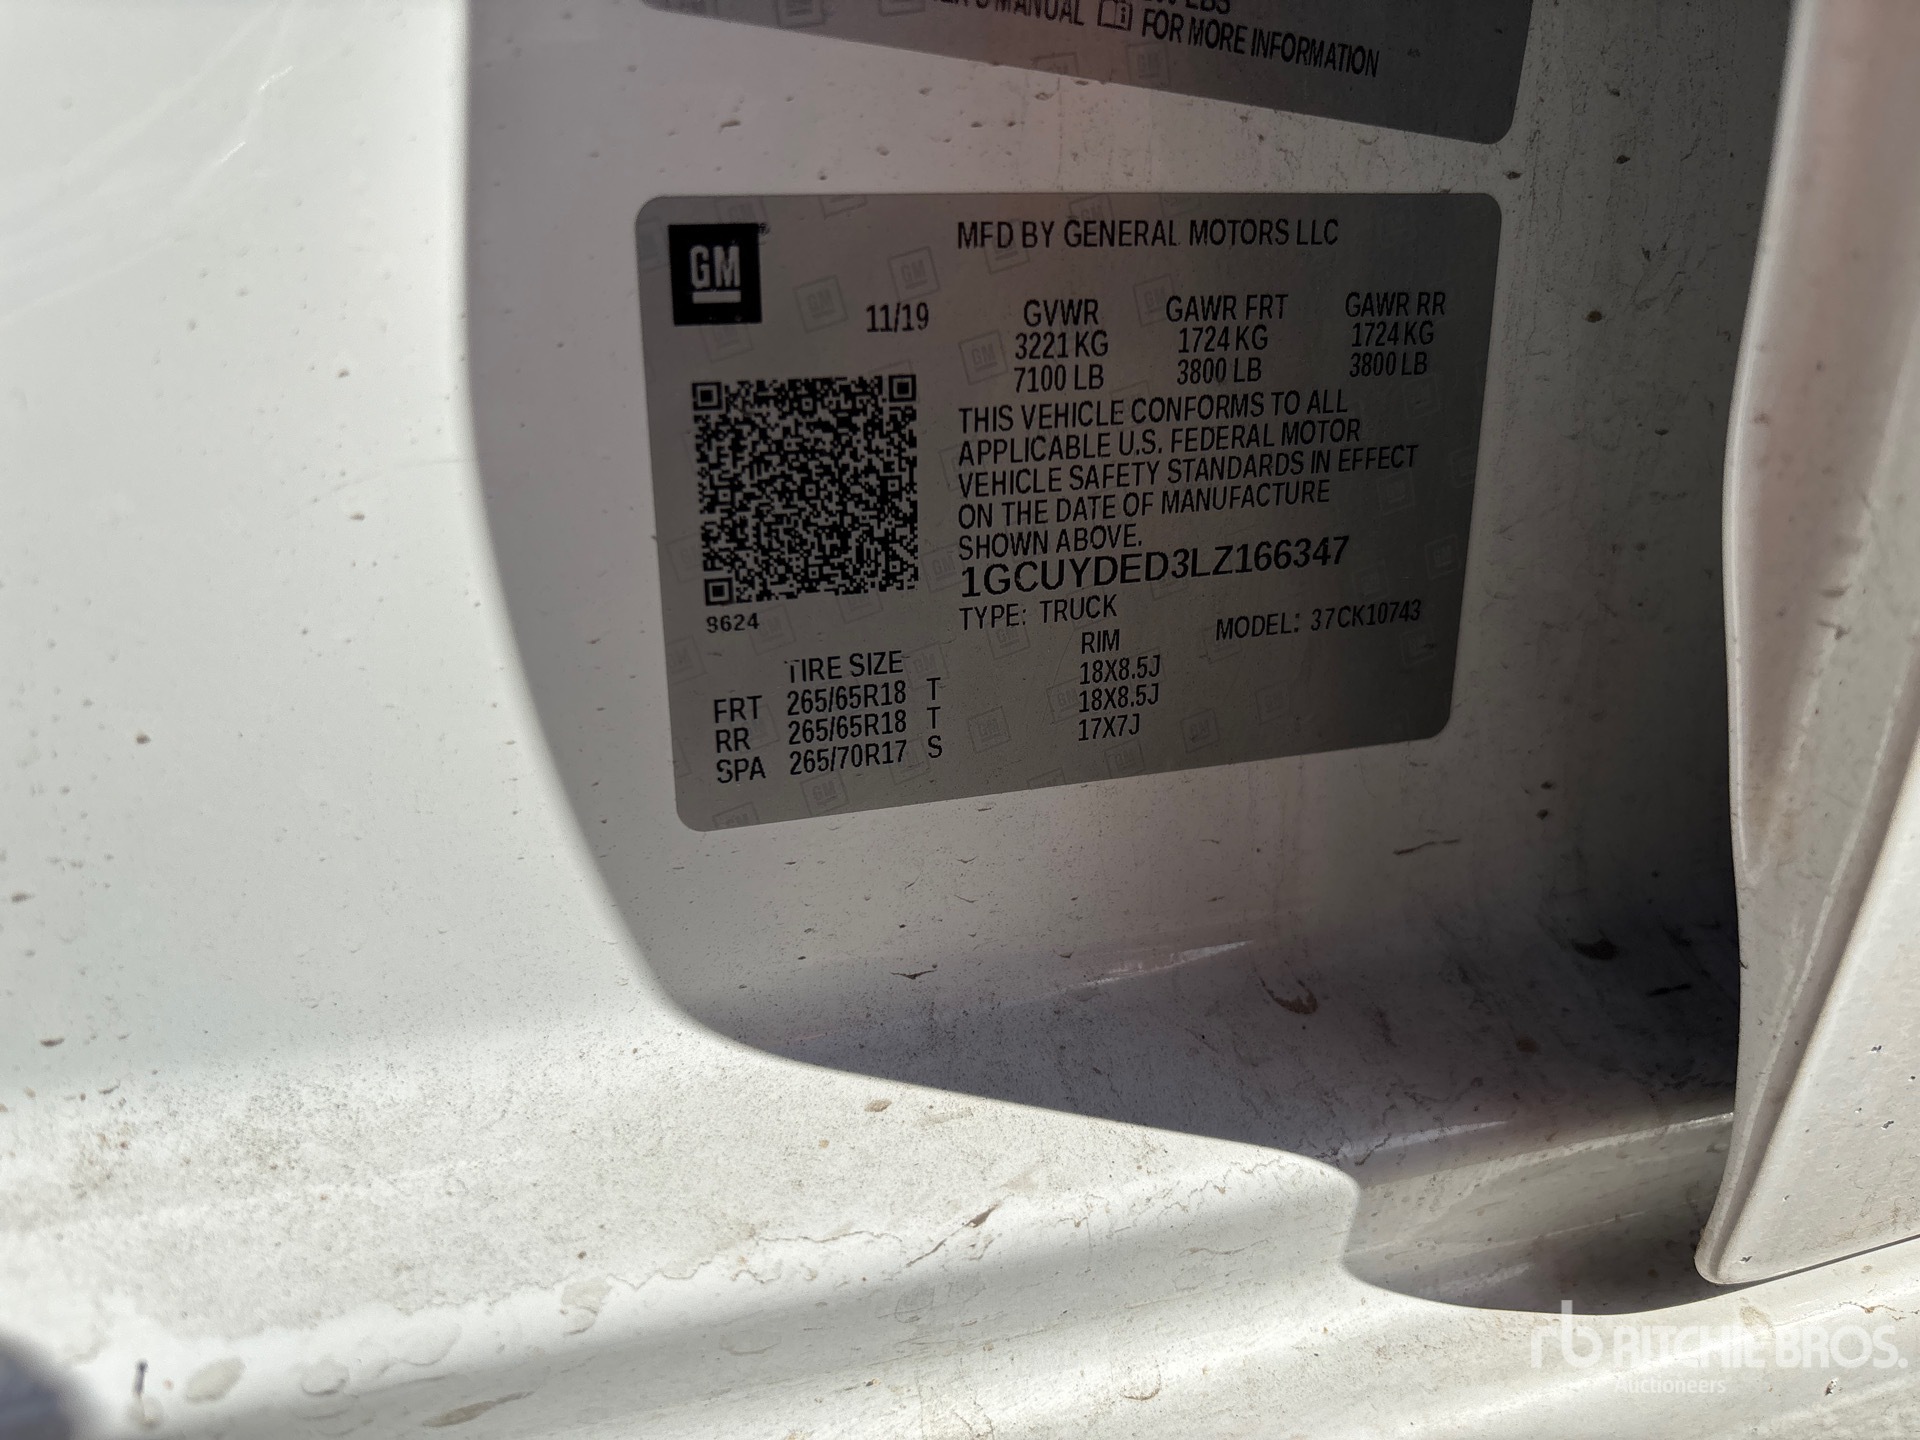 LBS
MANUAL FOR MORE INFORMATION
GM
MFD BY GENERAL MOTORS LLC
11/19
GVWR GAWR FRT GAWR RR
3221 KG 1724 KG 1724 KG
7100 LB 3800 LB 3800 LB
THIS VEHICLE CONFORMS TO ALL
APPLICABLE U.S. FEDERAL MOTOR
VEHICLE SAFETY STANDARDS IN EFFECT
ON THE DATE OF MANUFACTURE
SHOWN ABOVE.
1GCUYDED3LZ166347
9624
TYPE: TRUCK MODEL: 37CK10743
TIRE SIZE RIM
FRT 265/65R18 T 18X8.5J
RR 265/65R18 T 18X8.5J
SPA 265/70R17 S 17X7J
rb RITCHIE BROS.
Auctioneers